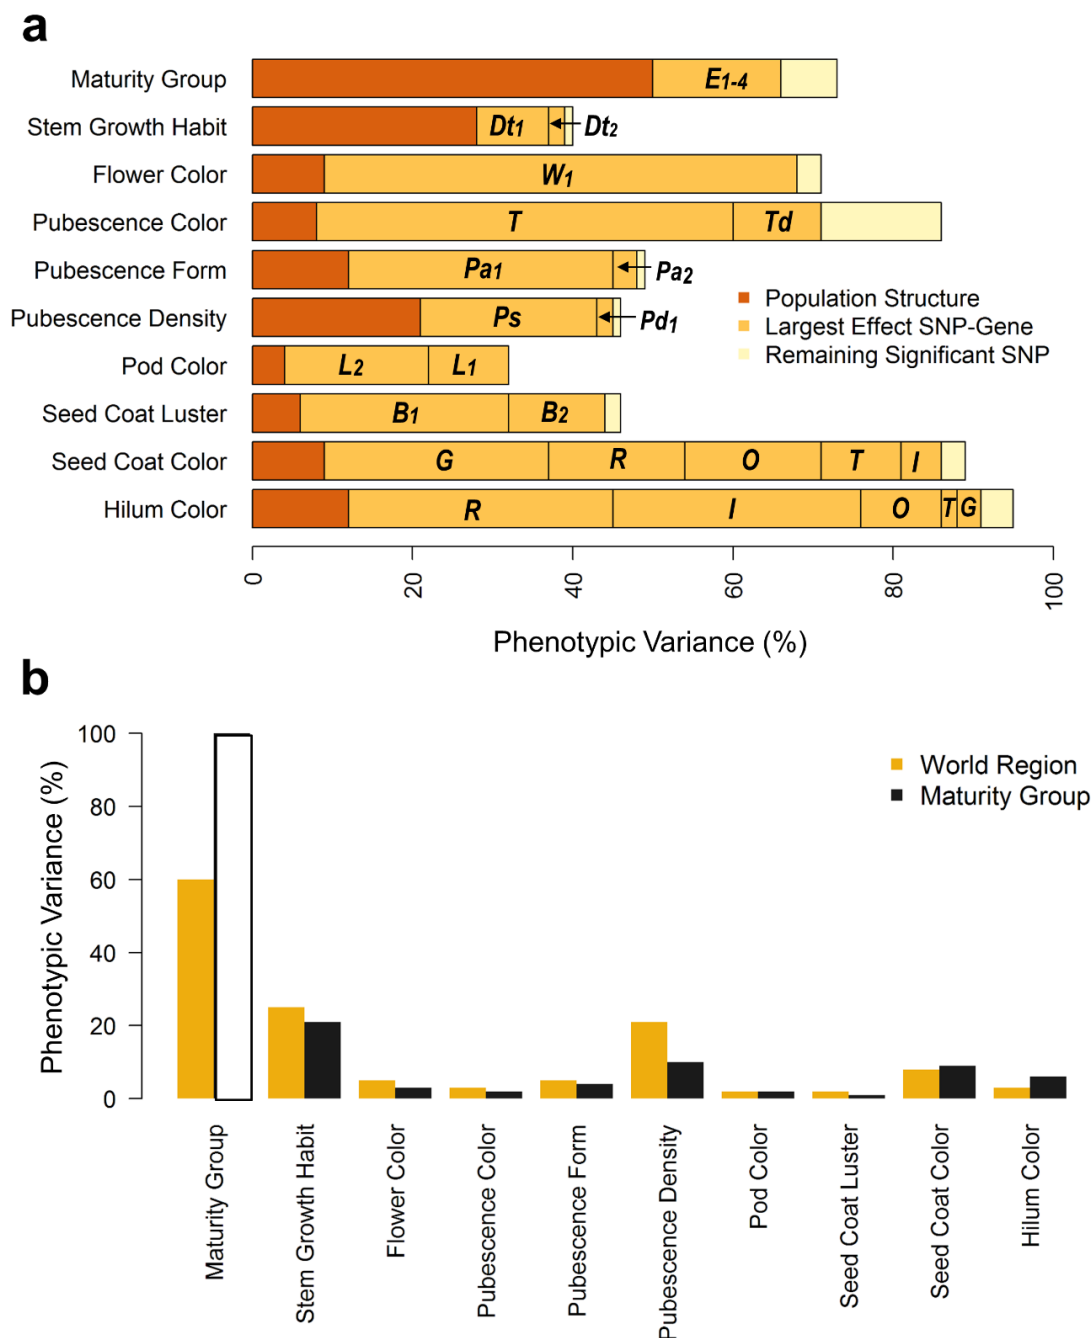 a
Maturity Group
E1-4
Stem Growth Habit
Dt1
Dt2
Flower Color
W1
Pubescence Color
T
Td
Pubescence Form
Pa1
Pa2
Pubescence Density
Ps
Pd1
Pod Color
L2
L1
Seed Coat Luster
B1
B2
Seed Coat Color
G
R
O
T
I
Hilum Color
R
I
O
T
G
Population Structure
Largest Effect SNP-Gene
Remaining Significant SNP
0
20
40
60
80
100
Phenotypic Variance (%)
b
Phenotypic Variance (%)
100
80
60
40
20
0
World Region
Maturity Group
Maturity Group
Stem Growth Habit
Flower Color
Pubescence Color
Pubescence Form
Pubescence Density
Pod Color
Seed Coat Luster
Seed Coat Color
Hilum Color